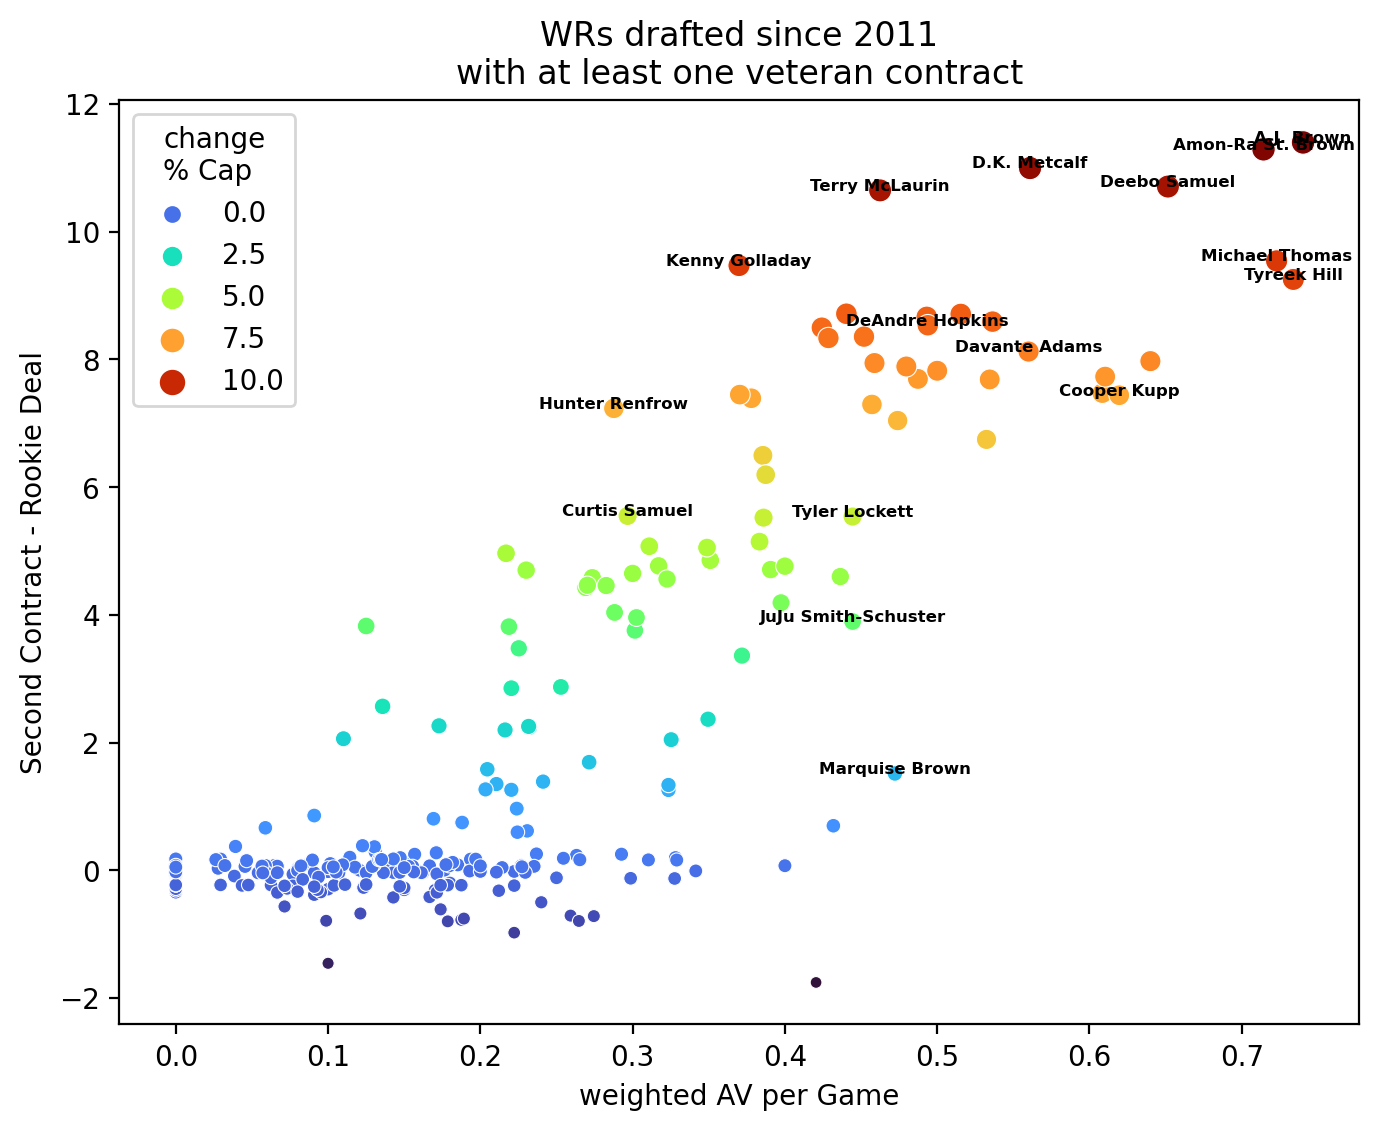 WRs drafted since 2011
with at least one veteran contract
12
10
8
6
4
2
0
−2
Second Contract - Rookie Deal
change
% Cap
0.0
2.5
5.0
7.5
10.0
A.J. Brown
Amon-Ra St. Brown
D.K. Metcalf
Deebo Samuel
Terry McLaurin
Michael Thomas
Kenny Golladay
Tyreek Hill
DeAndre Hopkins
Davante Adams
Cooper Kupp
Hunter Renfrow
Curtis Samuel
Tyler Lockett
JuJu Smith-Schuster
Marquise Brown
0.0
0.1
0.2
0.3
0.4
0.5
0.6
0.7
weighted AV per Game